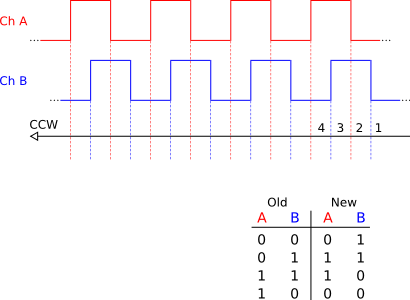 Ch A
Ch B
CCW
4 3 2 1
Old New
A B A B
0 0 0 1
0 1 1 1
1 1 1 0
1 0 0 0